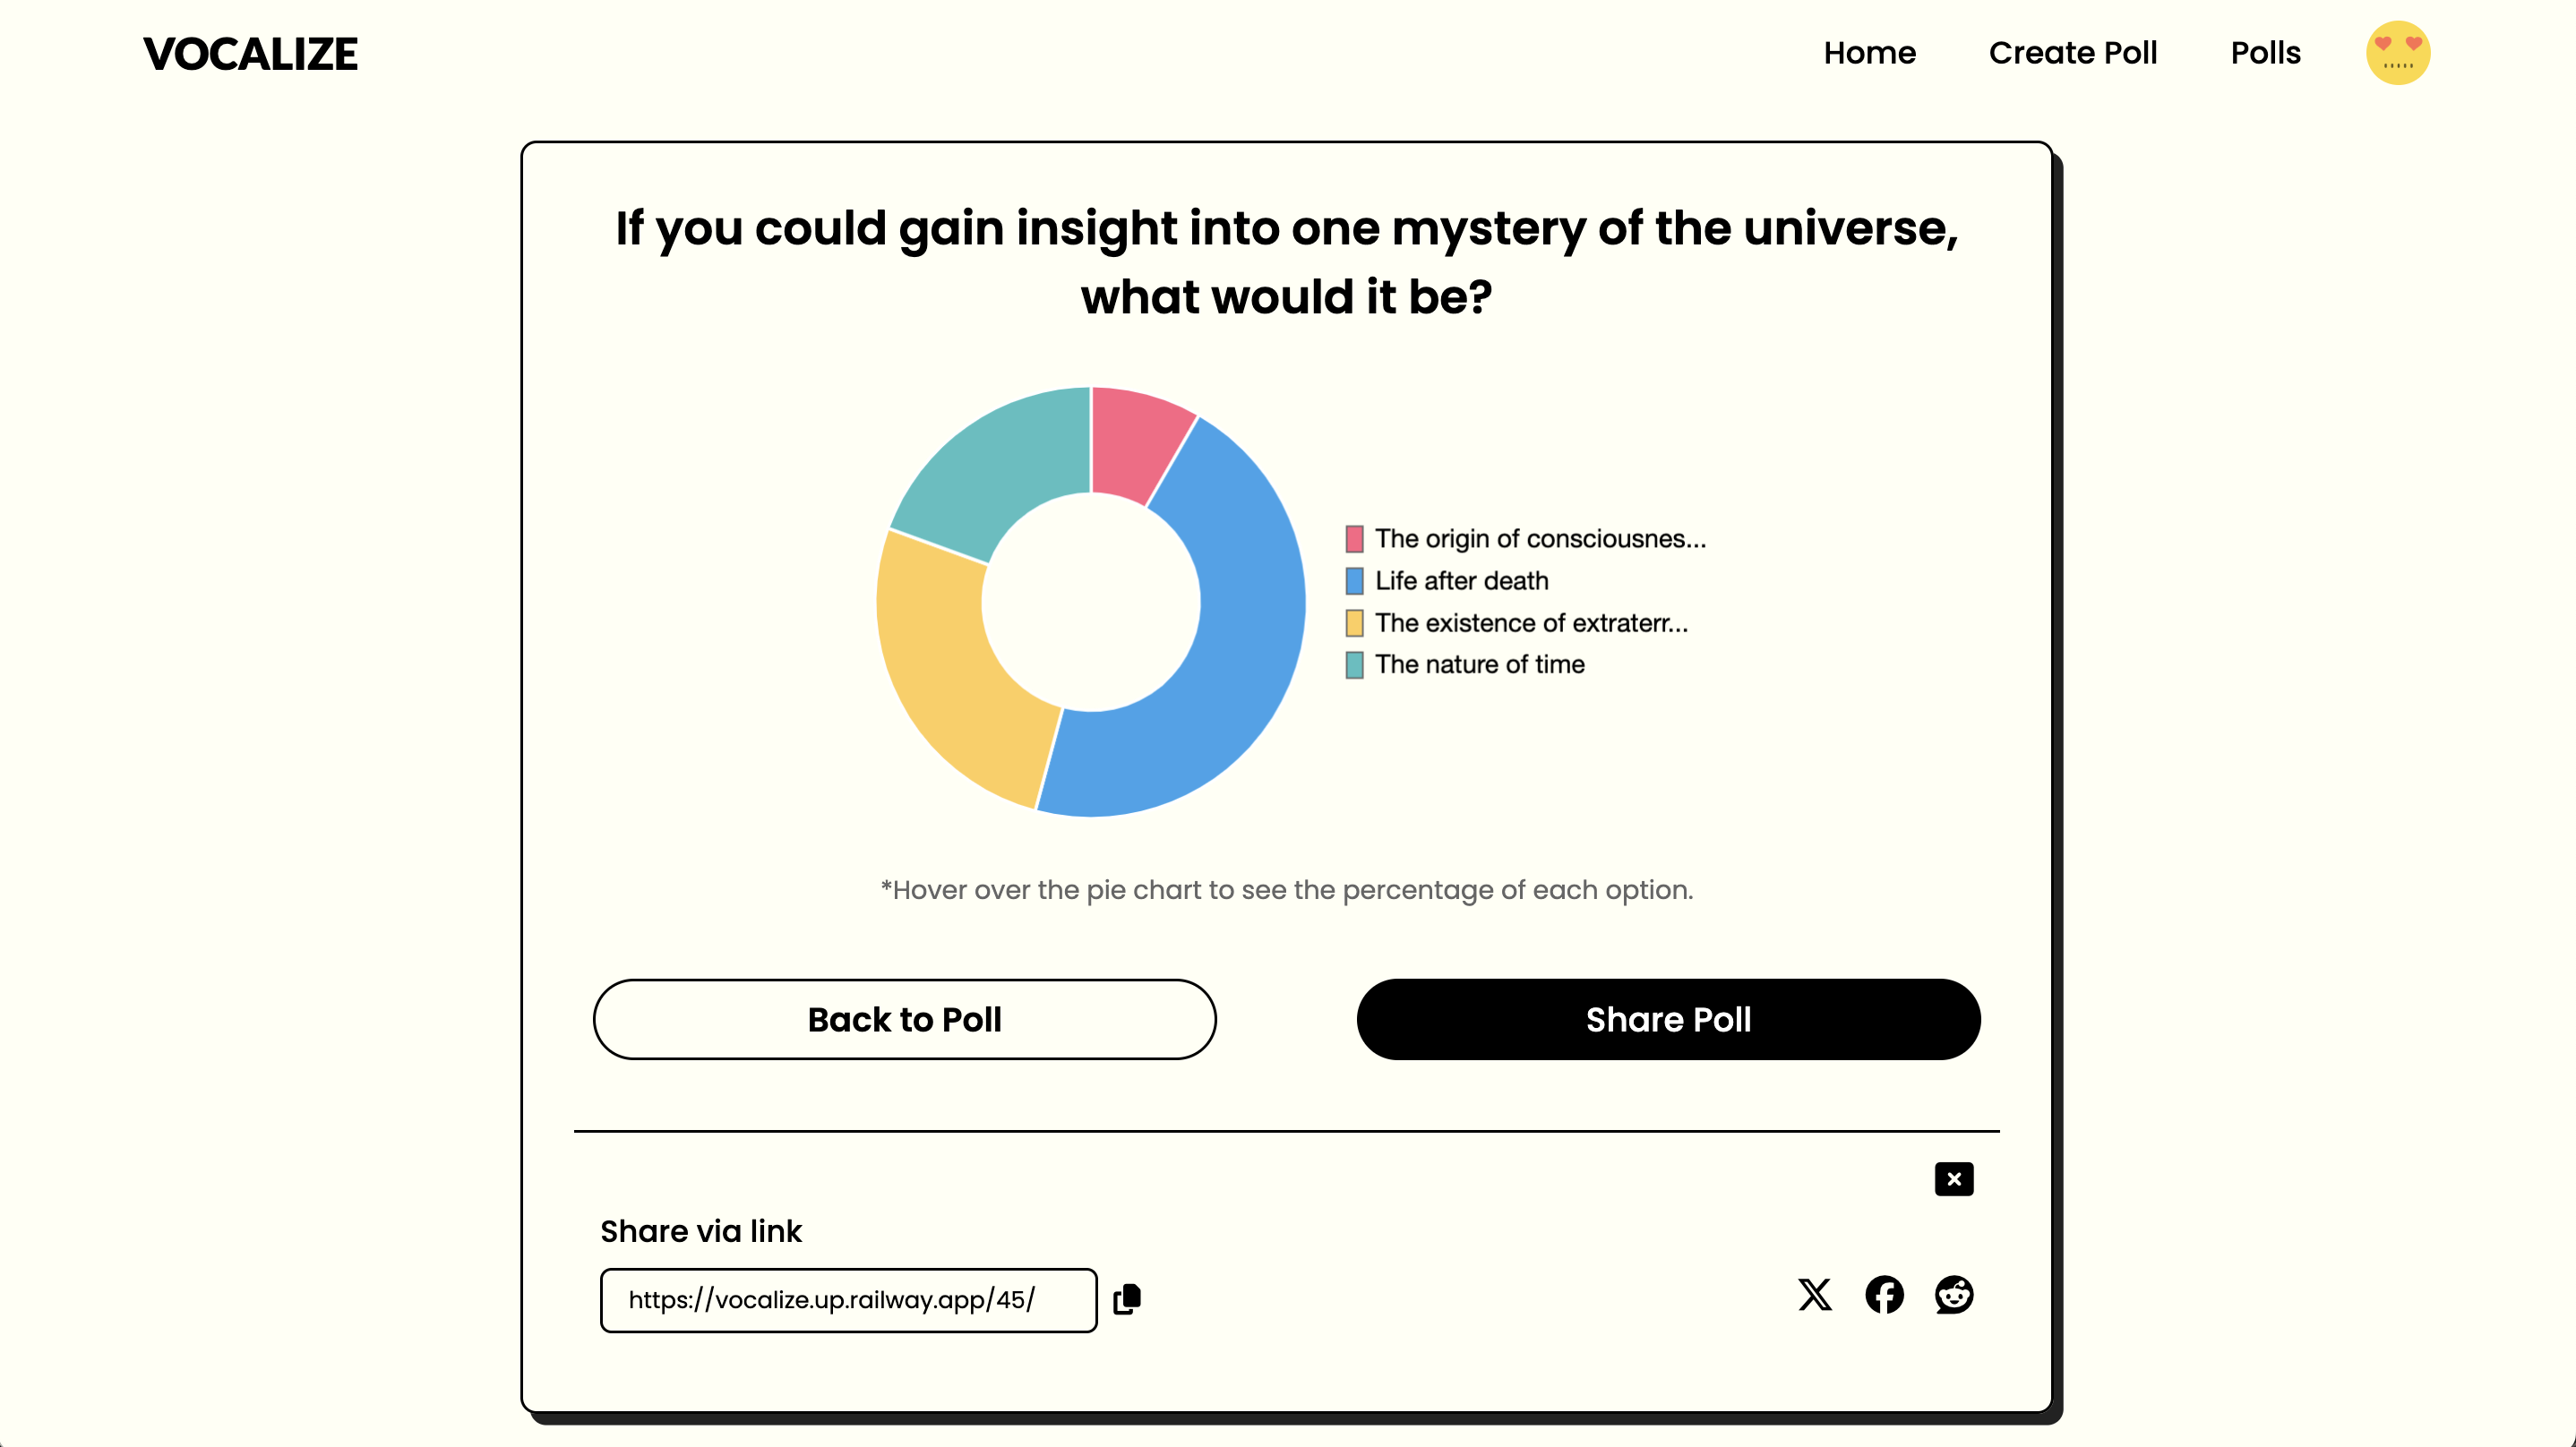 VOCALIZE
Home
Create Poll
Polls
If you could gain insight into one mystery of the universe,
what would it be?
The origin of consciousnes...
Life after death
The existence of extraterr...
The nature of time
*Hover over the pie chart to see the percentage of each option.
Back to Poll
Share Poll
Share via link
https://vocalize.up.railway.app/45/